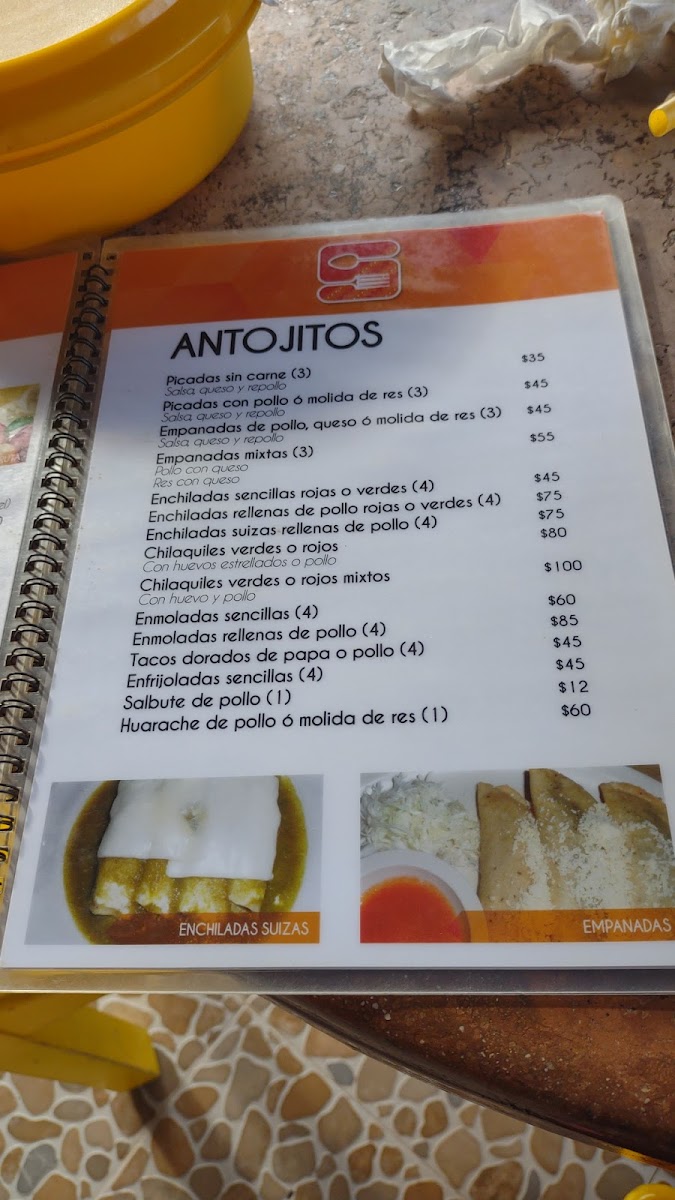 ANTOJITOS
Picadas sin carne (3) $35
Salsa, queso y repollo
Picadas con pollo ó molida de res (3) $45
Salsa, queso y repollo
Empanadas de pollo, queso ó molida de res (3) $45
Salsa, queso y repollo
Empanadas mixtas (3) $55
Pollo con queso
Res con queso
Enchiladas sencillas rojas o verdes (4) $45
Enchiladas rellenas de pollo rojas o verdes (4) $75
Enchiladas suizas rellenas de pollo (4) $75
Chilaquiles verdes o rojos $80
Con huevos estrellados o pollo
Chilaquiles verdes o rojos mixtos $100
Con huevo y pollo
Enmoladas sencillas (4) $60
Enmoladas rellenas de pollo (4) $85
Tacos dorados de papa o pollo (4) $45
Enfrijoladas sencillas (4) $45
Salbute de pollo (1) $12
Huarache de pollo ó molida de res (1) $60
ENCHILADAS SUIZAS
EMPANADAS